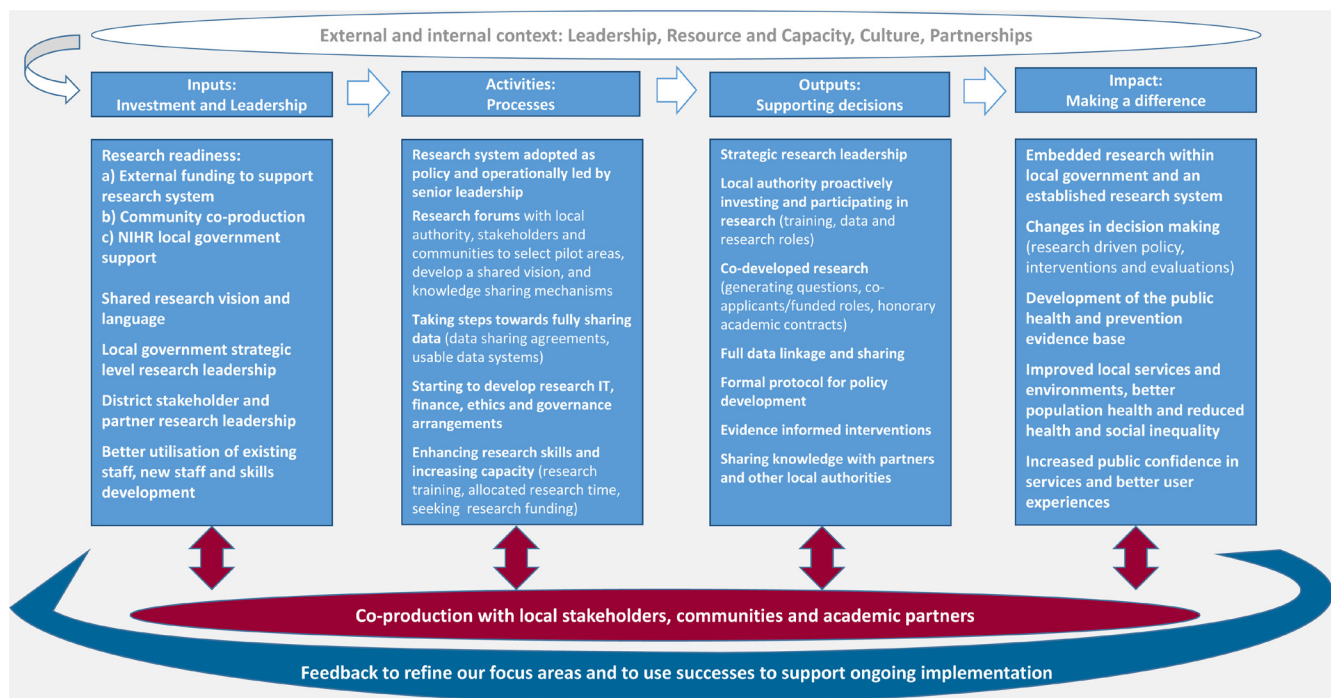 External and internal context: Leadership, Resource and Capacity, Culture, Partnerships
Inputs:
Investment and Leadership
Activities:
Processes
Outputs:
Supporting decisions
Impact:
Making a difference
Research readiness:
a) External funding to support
research system
b) Community co-production
c) NIHR local government
support
Shared research vision and
language
Local government strategic
level research leadership
District stakeholder and
partner research leadership
Better utilisation of existing
staff, new staff and skills
development
Research system adopted as
policy and operationally led by
senior leadership
Research forums with local
authority, stakeholders and
communities to select pilot areas,
develop a shared vision, and
knowledge sharing mechanisms
Taking steps towards fully sharing
data (data sharing agreements,
usable data systems)
Starting to develop research IT,
finance, ethics and governance
arrangements
Enhancing research skills and
increasing capacity (research
training, allocated research time,
seeking research funding)
Strategic research leadership
Local authority proactively
investing and participating in
research (training, data and
research roles)
Co-developed research
(generating questions, co-
applicants/funded roles, honorary
academic contracts)
Full data linkage and sharing
Formal protocol for policy
development
Evidence informed interventions
Sharing knowledge with partners
and other local authorities
Embedded research within
local government and an
established research system
Changes in decision making
(research driven policy,
interventions and evaluations)
Development of the public
health and prevention
evidence base
Improved local services and
environments, better
population health and reduced
health and social inequality
Increased public confidence in
services and better user
experiences
Co-production with local stakeholders, communities and academic partners
Feedback to refine our focus areas and to use successes to support ongoing implementation